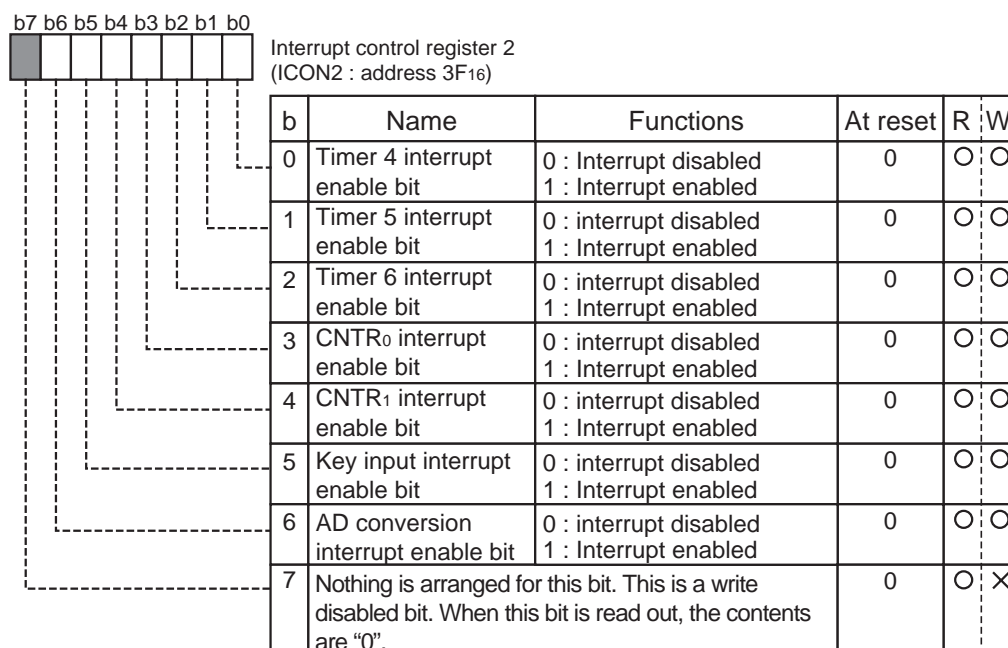 b7 b6 b5 b4 b3 b2 b1 b0
Interrupt control register 2
(ICON2 : address 3F16)
b Name Functions At reset R W
0 Timer 4 interrupt enable bit 0 : Interrupt disabled 0 O O
1 : Interrupt enabled
1 Timer 5 interrupt enable bit 0 : interrupt disabled 0 O O
1 : Interrupt enabled
2 Timer 6 interrupt enable bit 0 : interrupt disabled 0 O O
1 : Interrupt enabled
3 CNTR0 interrupt enable bit 0 : interrupt disabled 0 O O
1 : Interrupt enabled
4 CNTR1 interrupt enable bit 0 : interrupt disabled 0 O O
1 : Interrupt enabled
5 Key input interrupt enable bit 0 : interrupt disabled 0 O O
1 : Interrupt enabled
6 AD conversion interrupt enable bit 0 : interrupt disabled 0 O O
1 : Interrupt enabled
7 Nothing is arranged for this bit. This is a write 0 O ×
disabled bit. When this bit is read out, the contents
are “0”.